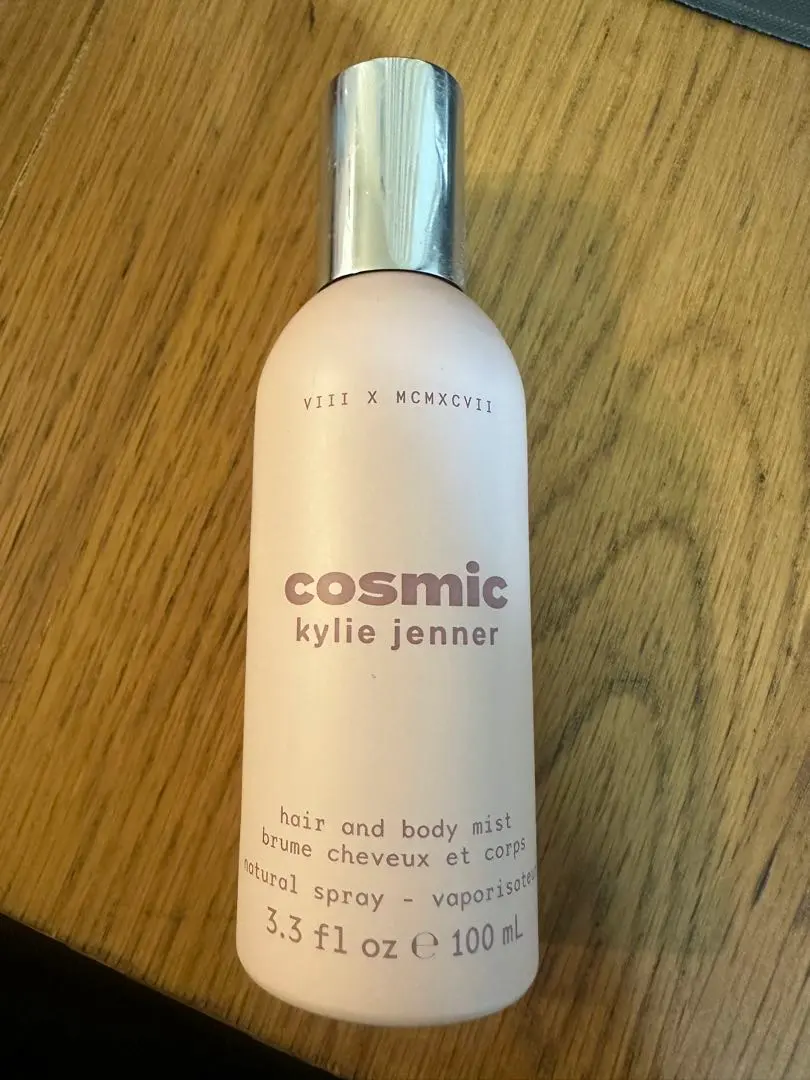 VIII X MCMXCVII
cosmic
kylie jenner
hair and body mist
brume cheveux et corps
natural spray - vaporisateur
3.3 fl oz ℮ 100 mL